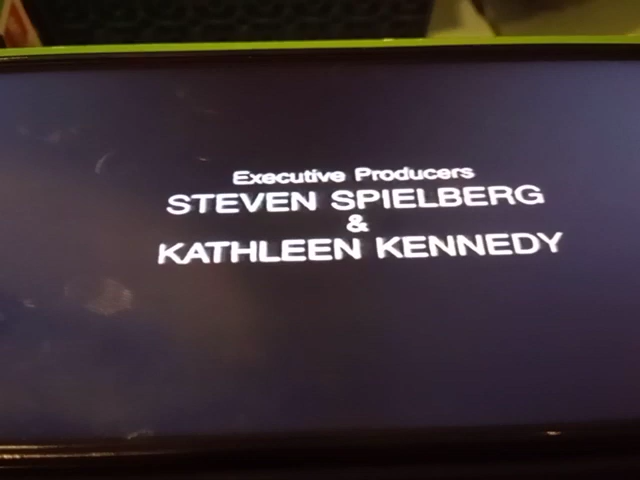 Executive Producers
STEVEN SPIELBERG
&
KATHLEEN KENNEDY